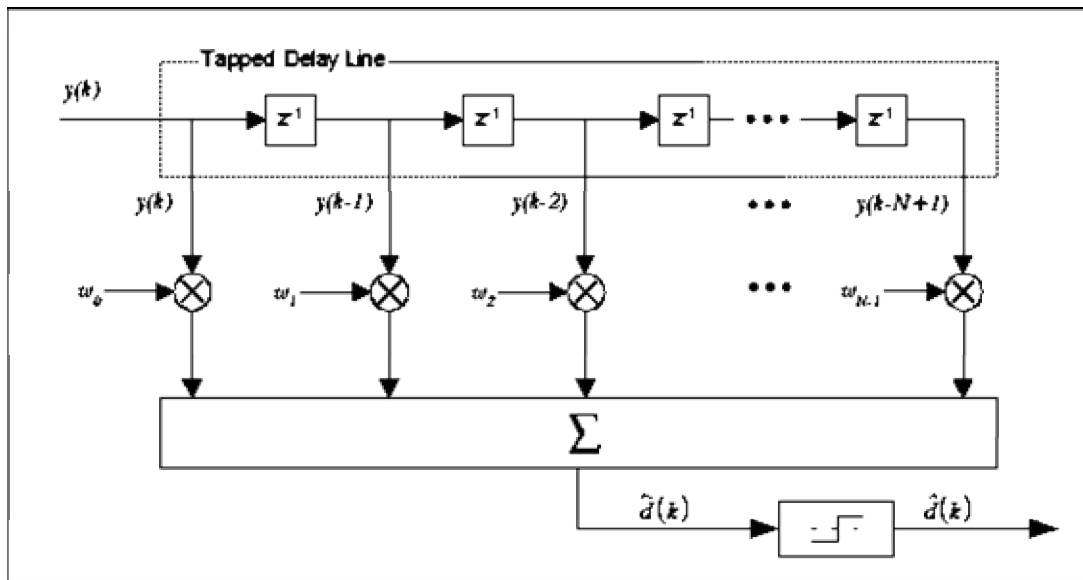 Tapped Delay Line
y(k)
z⁻¹ z⁻¹ z⁻¹ ••• z⁻¹
y(k) y(k-1) y(k-2) ••• y(k-N+1)
w₀ w₁ w₂ ••• w_N-1
Σ
d̂(k) d̂(k)